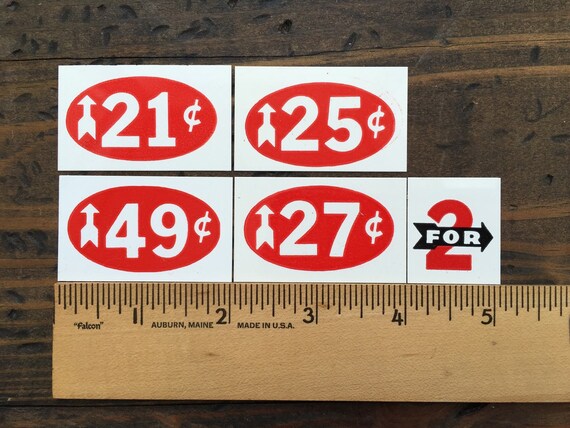 21¢ 25¢
49¢ 27¢ 2 FOR
1 2 3 4 5
"Falcon" AUBURN, MAINE MADE IN U.S.A.